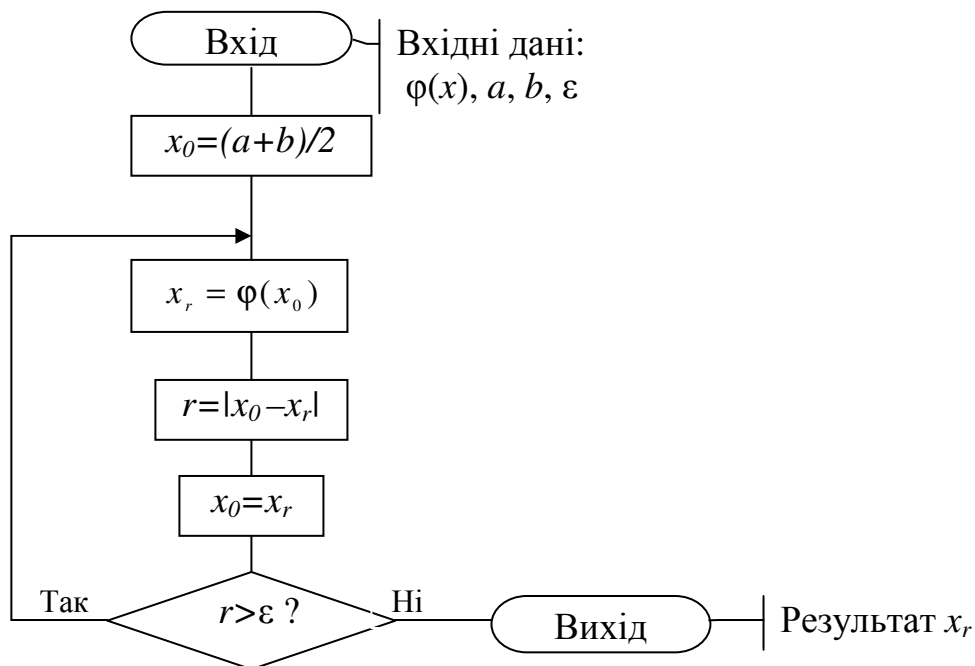 Вхід
Вхідні дані:
φ(x), a, b, ε
x₀=(a+b)/2
xᵣ = φ(x₀)
r=|x₀–xᵣ|
x₀=xᵣ
Так
r>ε ?
Ні
Вихід
Результат xᵣ